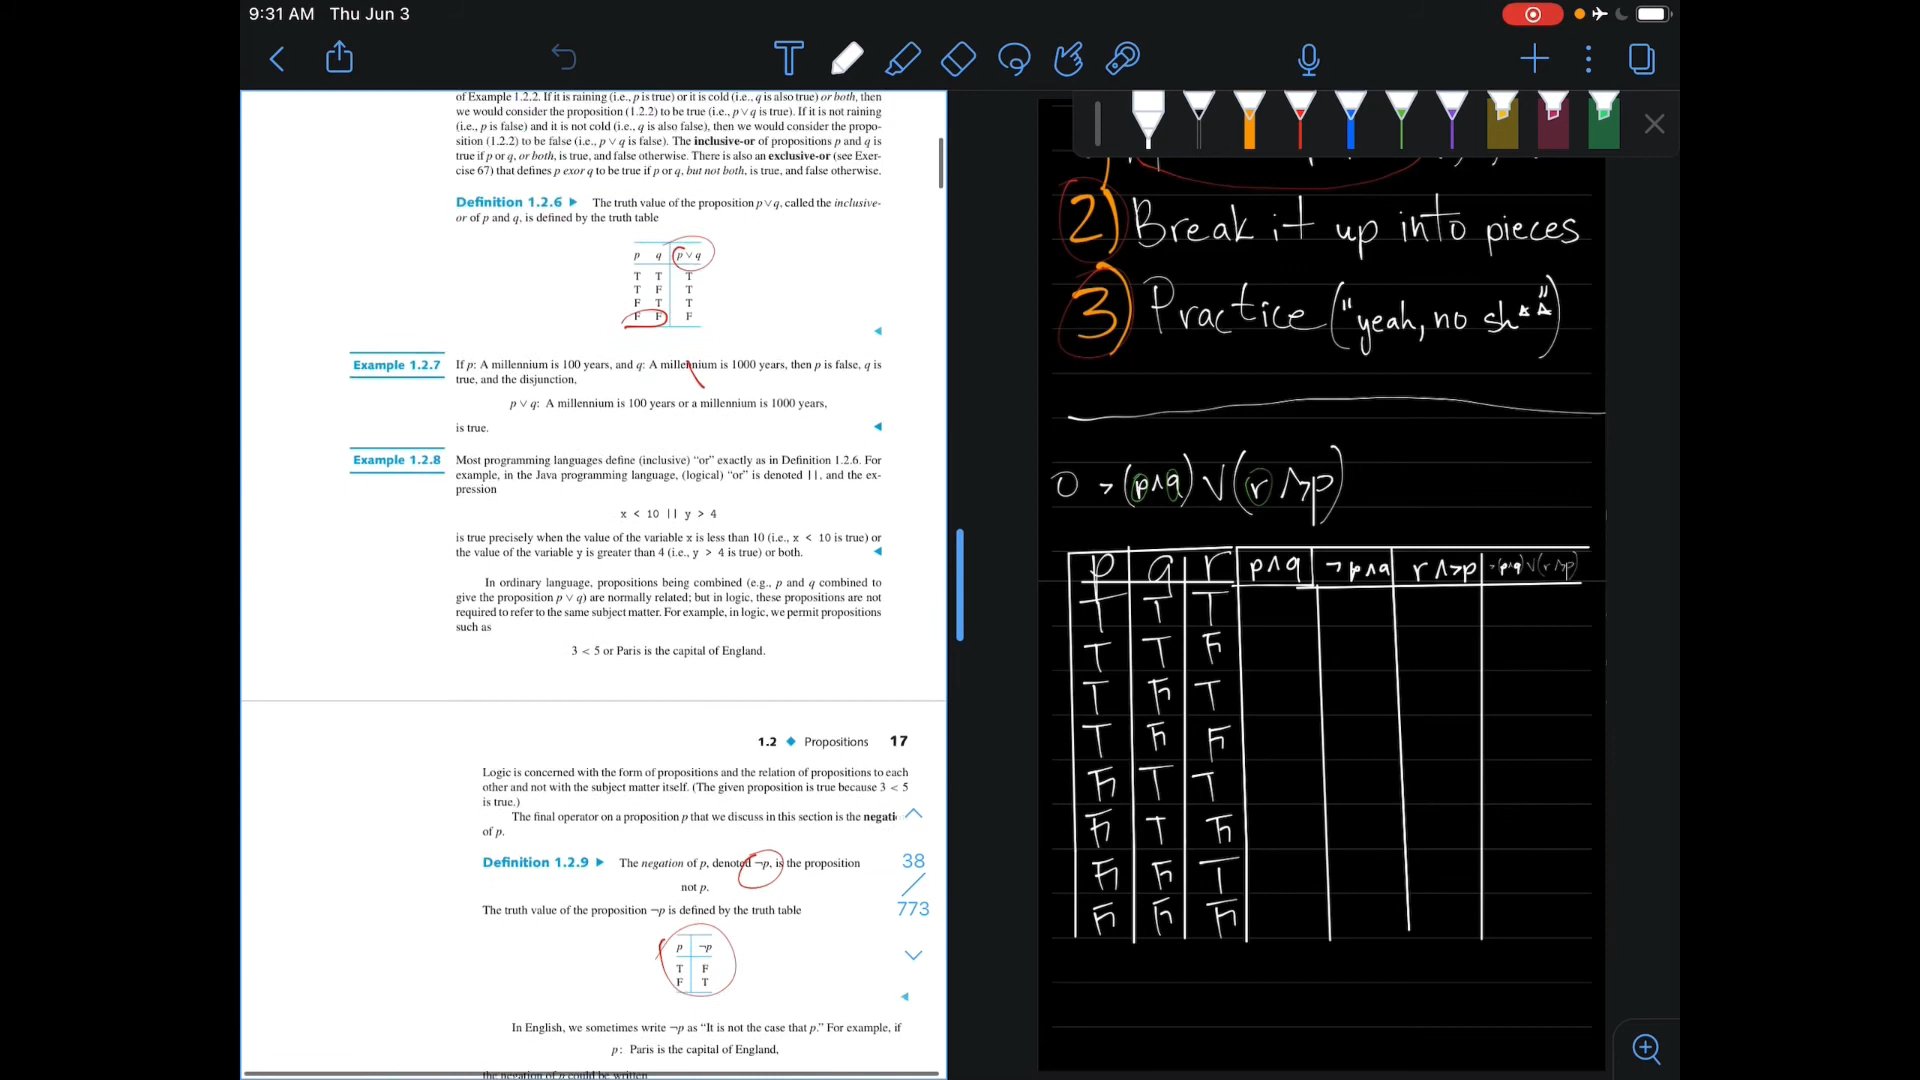 9:31 AM Thu Jun 3
of Example 1.2.2. If it is raining (i.e., p is true) or it is cold (i.e., q is also true) or both, then
we would consider the proposition (1.2.2) to be true (i.e., p ∨ q is true). If it is not raining
(i.e., p is false) and it is not cold (i.e., q is also false), then we would consider the propo-
sition (1.2.2) to be false (i.e., p ∨ q is false). The inclusive-or of propositions p and q is
true if p or q, or both, is true, and false otherwise. There is also an exclusive-or (see Exer-
cise 67) that defines p exor q to be true if p or q, but not both, is true, and false otherwise.
Definition 1.2.6 ▶ The truth value of the proposition p ∨ q, called the inclusive-
or of p and q, is defined by the truth table
p q p ∨ q
T T T
T F T
F T T
F F F
Example 1.2.7 If p: A millennium is 100 years, and q: A millennium is 1000 years, then p is false, q is
true, and the disjunction,
p ∨ q: A millennium is 100 years or a millennium is 1000 years,
is true.
Example 1.2.8 Most programming languages define (inclusive) “or” exactly as in Definition 1.2.6. For
example, in the Java programming language, (logical) “or” is denoted ||, and the ex-
pression
x < 10 || y > 4
is true precisely when the value of the variable x is less than 10 (i.e., x < 10 is true) or
the value of the variable y is greater than 4 (i.e., y > 4 is true) or both.
In ordinary language, propositions being combined (e.g., p and q combined to
give the proposition p ∨ q) are normally related; but in logic, these propositions are not
required to refer to the same subject matter. For example, in logic, we permit propositions
such as
3 < 5 or Paris is the capital of England.
1.2 ◆ Propositions 17
Logic is concerned with the form of propositions and the relation of propositions to each
other and not with the subject matter itself. (The given proposition is true because 3 < 5
is true.)
The final operator on a proposition p that we discuss in this section is the negati
of p.
Definition 1.2.9 ▶ The negation of p, denoted ¬p, is the proposition
not p.
The truth value of the proposition ¬p is defined by the truth table
p ¬p
T F
F T
In English, we sometimes write ¬p as “It is not the case that p.” For example, if
p: Paris is the capital of England,
the negation of p could be written
38
773
2) Break it up into pieces
3) Practice ("yeah, no sh**")
¬(p∧q) ∨ (r ∧ ¬p)
p q r p∧q ¬p∧q r∧¬p ¬(p∧q)∨(r∧¬p)
T T T
T T F
T F T
T F F
F T T
F T F
F F T
F F F